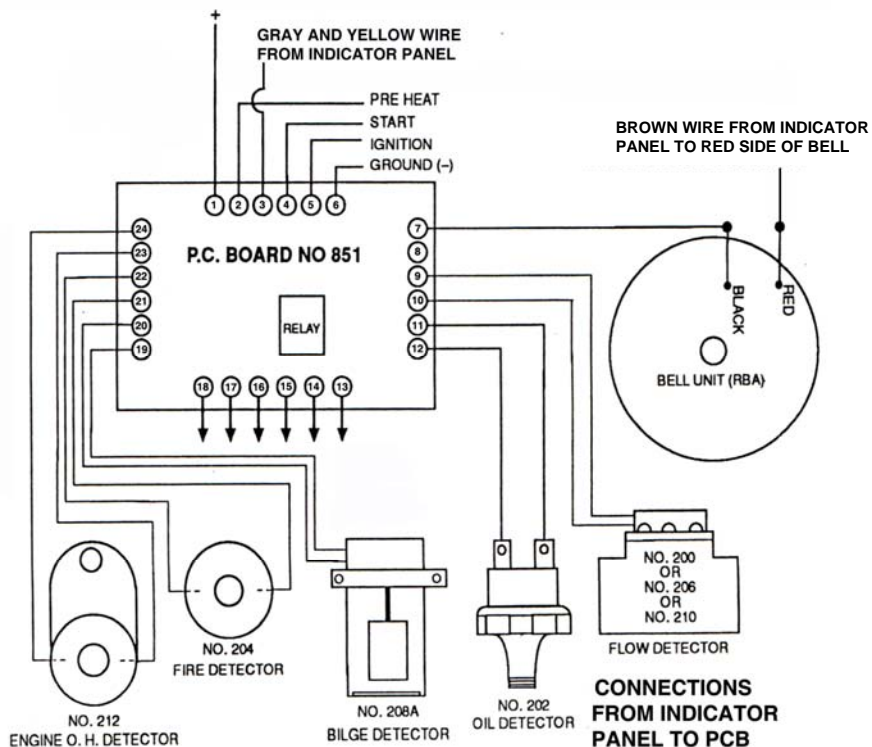 +
GRAY AND YELLOW WIRE
FROM INDICATOR PANEL
PRE HEAT
START
IGNITION
GROUND (–)
BROWN WIRE FROM INDICATOR
PANEL TO RED SIDE OF BELL
1 2 3 4 5 6
24
23
22
21
20
19
P.C. BOARD NO 851
RELAY
7
8
9
10
11
12
18 17 16 15 14 13
BLACK
RED
BELL UNIT (RBA)
NO. 200
OR
NO. 206
OR
NO. 210
FLOW DETECTOR
NO. 204
FIRE DETECTOR
NO. 212
ENGINE O. H. DETECTOR
NO. 208A
BILGE DETECTOR
NO. 202
OIL DETECTOR
CONNECTIONS
FROM INDICATOR
PANEL TO PCB